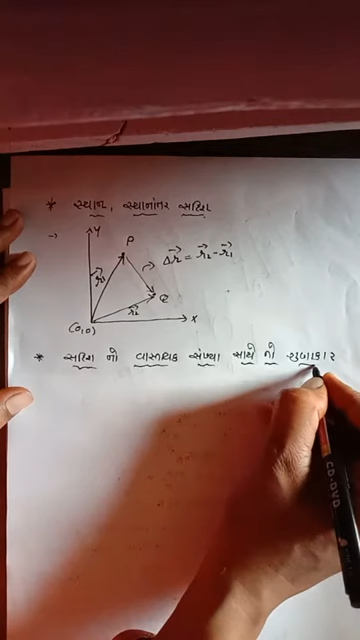 * સ્થાન, સ્થાનાંતર સદિશ
→ y
P
r⃗₁
Δr⃗ = r⃗₂ - r⃗₁
Q
r⃗₂
(0,0)
x
* સદિશ નો વાસ્તવિક સંખ્યા સાથે નો ગુણાકાર
CD-DVD